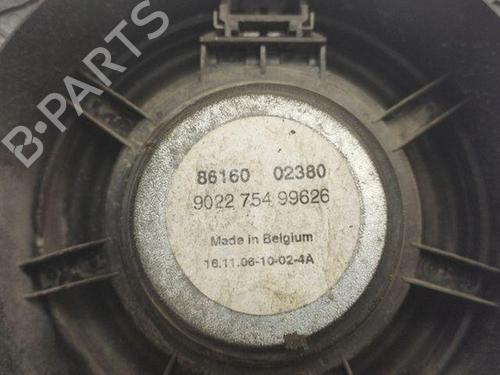 B-PARTS
86160 02380
9022 754 99626
Made in Belgium
16.11.06-10-02-4A